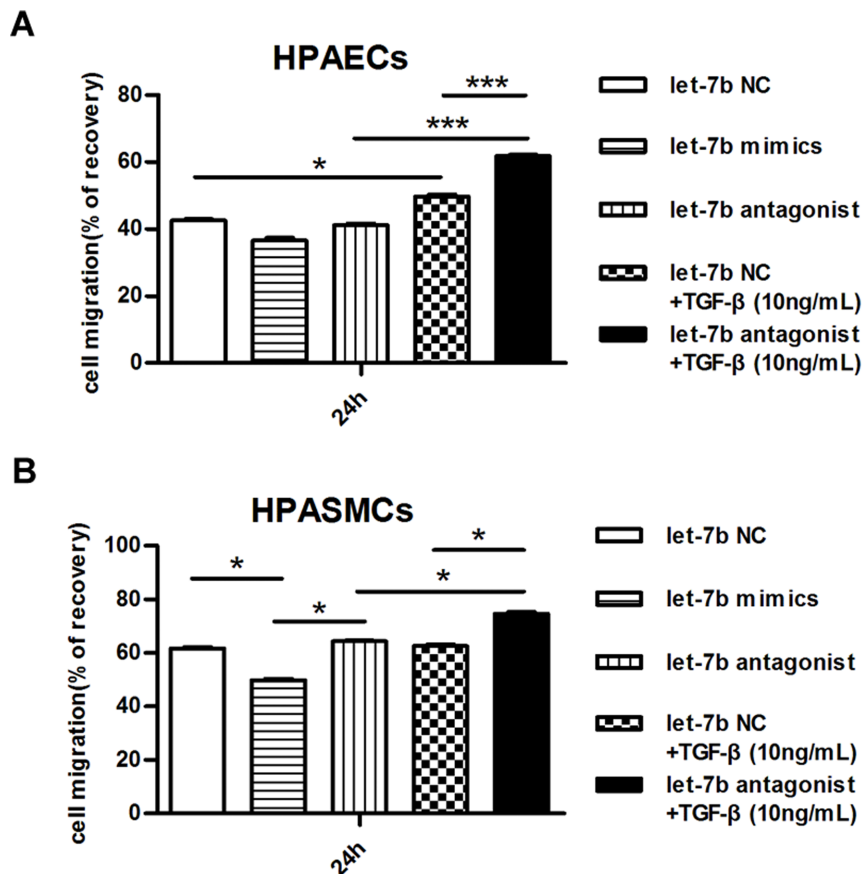 A
HPAECs
cell migration(% of recovery)
80
60
40
20
0
***
***
*
24h
let-7b NC
let-7b mimics
let-7b antagonist
let-7b NC
+TGF-β (10ng/mL)
let-7b antagonist
+TGF-β (10ng/mL)
B
HPASMCs
cell migration(% of recovery)
100
80
60
40
20
0
*
*
*
*
24h
let-7b NC
let-7b mimics
let-7b antagonist
let-7b NC
+TGF-β (10ng/mL)
let-7b antagonist
+TGF-β (10ng/mL)